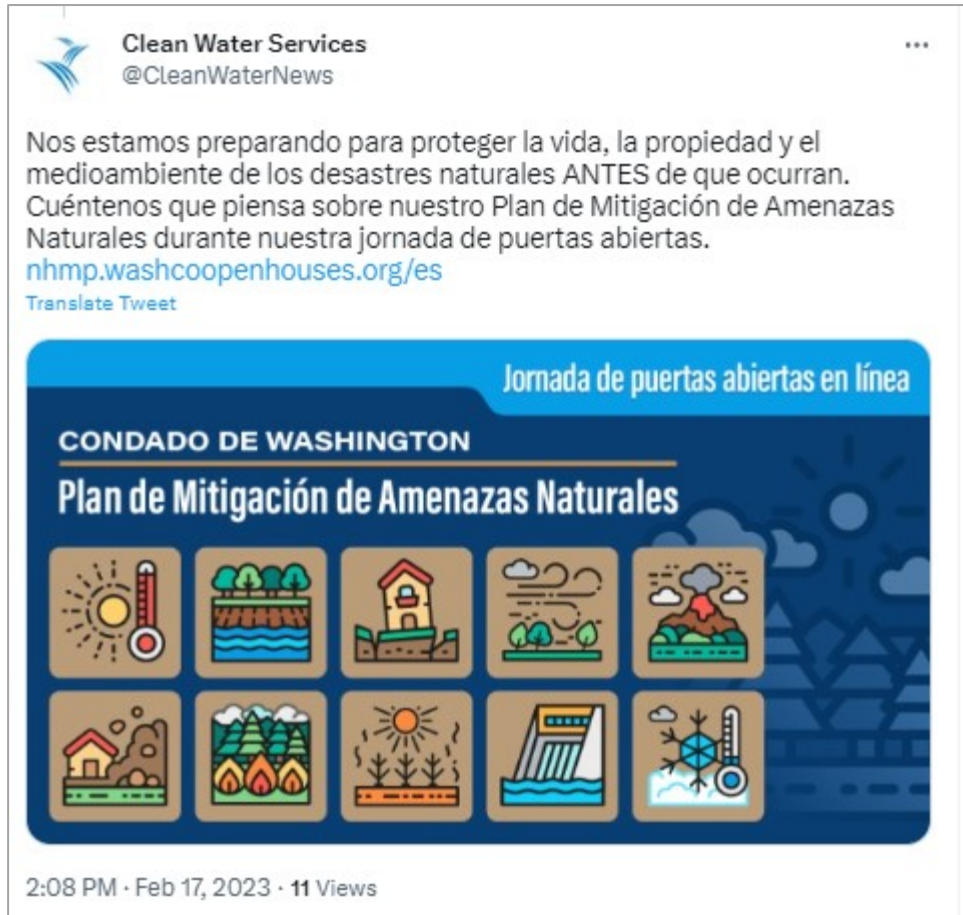 Clean Water Services
@CleanWaterNews
Nos estamos preparando para proteger la vida, la propiedad y el
medioambiente de los desastres naturales ANTES de que ocurran.
Cuéntenos que piensa sobre nuestro Plan de Mitigación de Amenazas
Naturales durante nuestra jornada de puertas abiertas.
nhmp.washcoopenhouses.org/es
Translate Tweet
Jornada de puertas abiertas en línea
CONDADO DE WASHINGTON
Plan de Mitigación de Amenazas Naturales
2:08 PM · Feb 17, 2023 · 11 Views